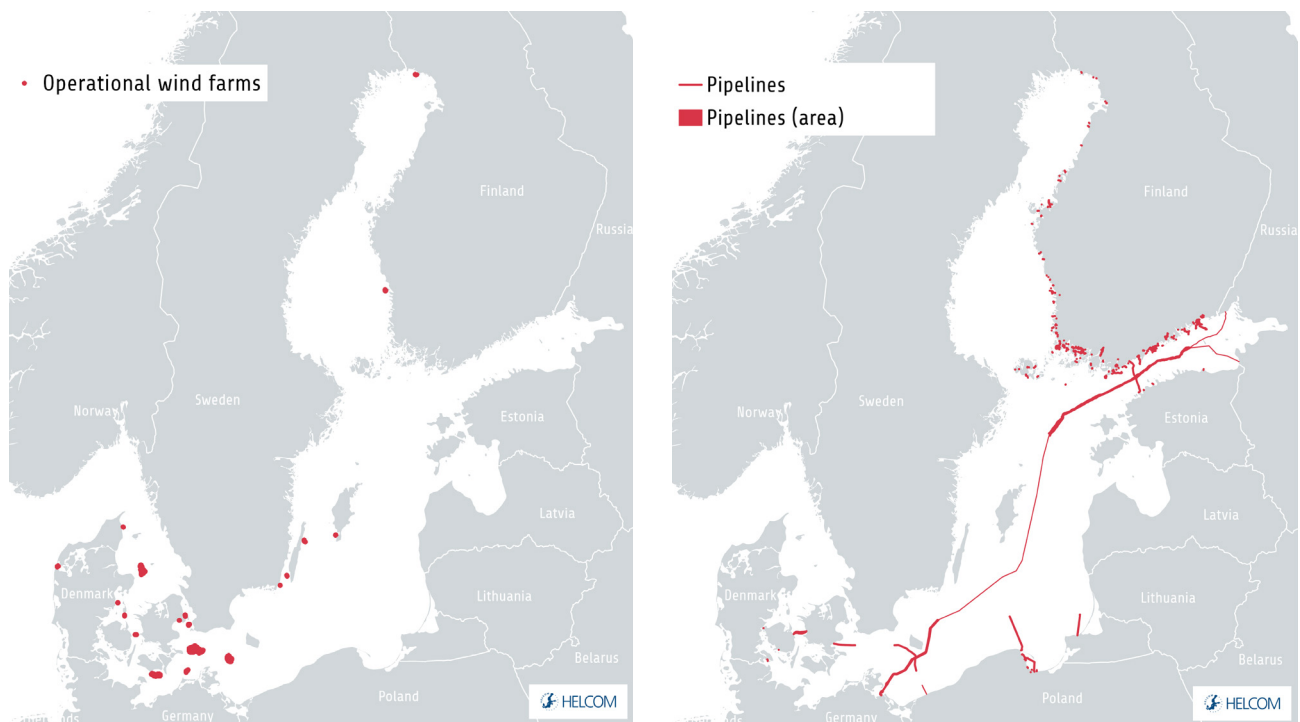 Operational wind farms
Finland
Russia
Norway
Sweden
Estonia
Latvia
Denmark
Lithuania
Belarus
Poland
Germany
HELCOM
Pipelines
Pipelines (area)
Finland
Russia
Norway
Sweden
Estonia
Latvia
Denmark
Lithuania
Belarus
Poland
Germany
HELCOM